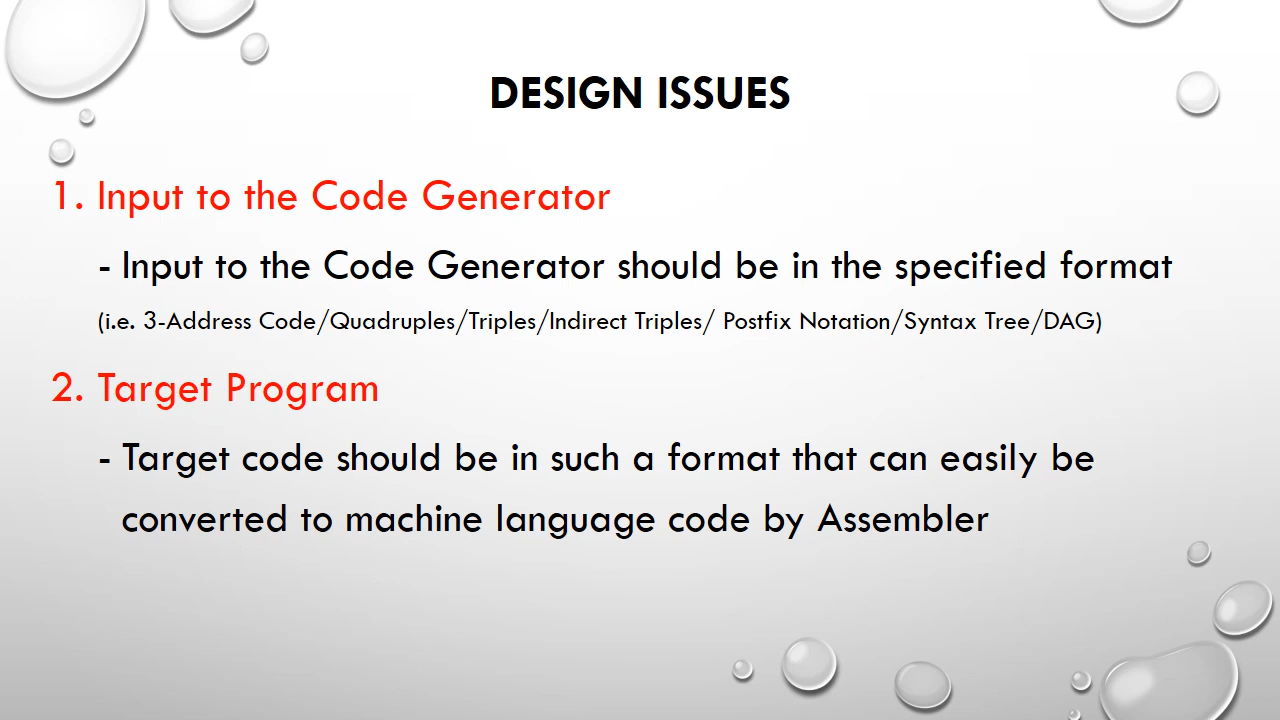 DESIGN ISSUES
1. Input to the Code Generator
- Input to the Code Generator should be in the specified format
(i.e. 3-Address Code/Quadruples/Triples/Indirect Triples/ Postfix Notation/Syntax Tree/DAG)
2. Target Program
- Target code should be in such a format that can easily be
converted to machine language code by Assembler